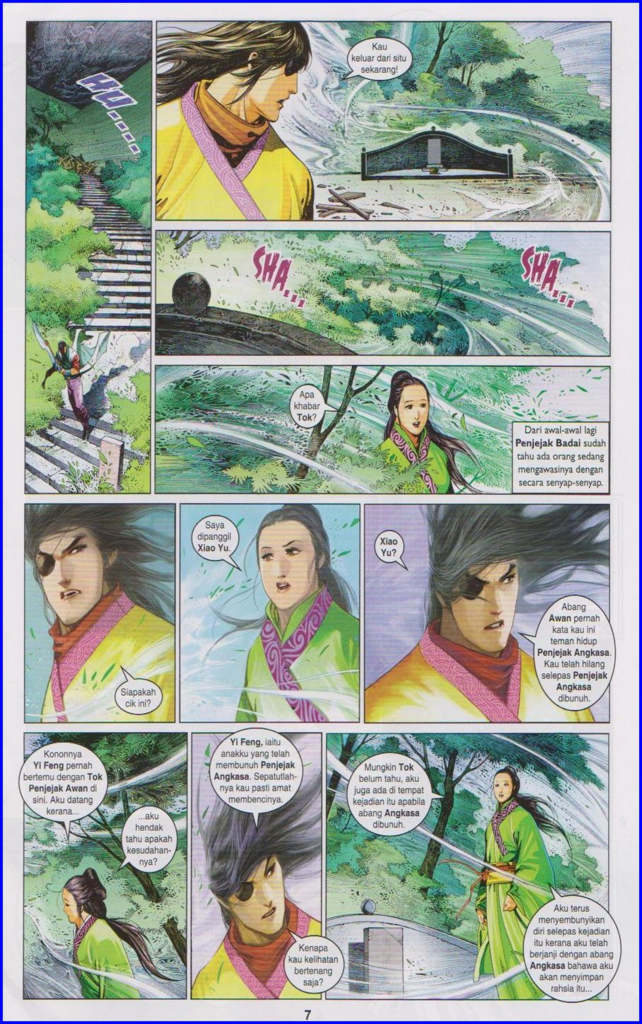 HU....
Kau
keluar dari situ
sekarang!
SHA...
SHA...
Apa
khabar
Tok?
Dari awal-awal lagi
Penjejak Badai sudah
tahu ada orang sedang
mengawasinya dengan
secara senyap-senyap.
Siapakah
cik ini?
Saya
dipanggil
Xiao Yu.
Xiao
Yu?
Abang
Awan pernah
kata kau ini
teman hidup
Penjejak Angkasa.
Kau telah hilang
selepas Penjejak
Angkasa
dibunuh.
Kononnya
Yi Feng pernah
bertemu dengan Tok
Penjejak Awan di
sini. Aku datang
kerana...
...aku
hendak
tahu apakah
kesudahan-
nya?
Yi Feng, iaitu
anakku yang telah
membunuh Penjejak
Angkasa. Sepatutlah-
nya kau pasti amat
membencinya.
Kenapa
kau kelihatan
bertenang
saja?
Mungkin Tok
belum tahu, aku
juga ada di tempat
kejadian itu apabila
abang Angkasa
dibunuh.
Aku terus
menyembunyikan
diri selepas kejadian
itu kerana aku telah
berjanji dengan abang
Angkasa bahawa aku
akan menyimpan
rahsia itu...
7